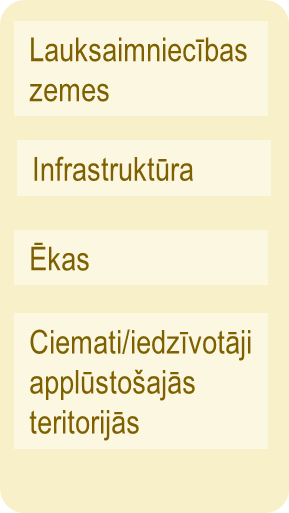 Lauksaimniecības
zemes
Infrastruktūra
Ēkas
Ciemati/iedzīvotāji
applūstošajās
teritorijās